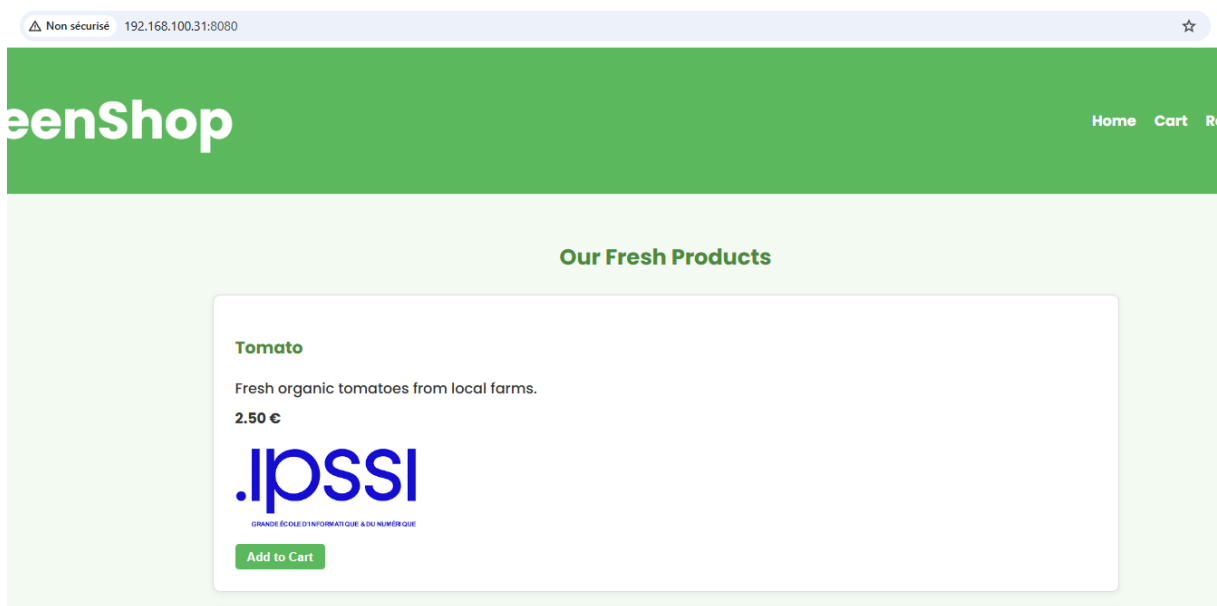 Non sécurisé 192.168.100.31:8080
eenShop
Home Cart R
Our Fresh Products
Tomato
Fresh organic tomatoes from local farms.
2.50 €
.IPSSI
GRANDE ÉCOLE D'INFORMATIQUE & DU NUMÉRIQUE
Add to Cart